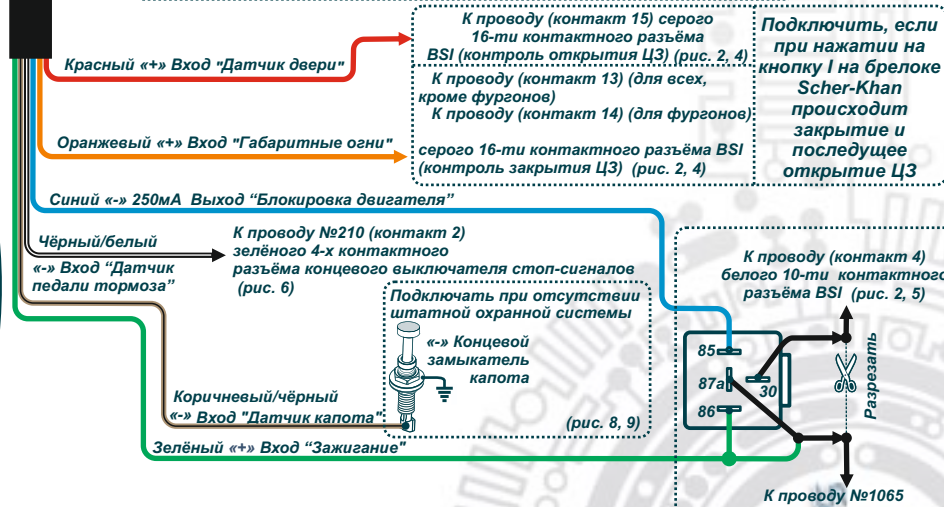 К проводу (контакт 15) серого
16-ти контактного разъёма
BSI (контроль открытия ЦЗ) (рис. 2, 4)
Красный «+» Вход "Датчик двери"
К проводу (контакт 13) (для всех,
кроме фургонов)
К проводу (контакт 14) (для фургонов)
серого 16-ти контактного разъёма BSI
(контроль закрытия ЦЗ) (рис. 2, 4)
Оранжевый «+» Вход "Габаритные огни"
Подключить, если
при нажатии на
кнопку I на брелоке
Scher-Khan
происходит
закрытие и
последущее
открытие ЦЗ
Синий «-» 250мА Выход “Блокировка двигателя”
Чёрный/белый
«-» Вход “Датчик
педали тормоза”
К проводу №210 (контакт 2)
зелёного 4-х контактного
разъёма концевого выключателя стоп-сигналов
(рис. 6)
Подключать при отсутствии
штатной охранной системы
«-» Концевой
замыкатель
капота
(рис. 8, 9)
Коричневый/чёрный
«-» Вход "Датчик капота"
Зелёный «+» Вход “Зажигание"
К проводу (контакт 4)
белого 10-ти контактного
разъёма BSI (рис. 2, 5)
85
87а
30
86
Разрезать
К проводу №1065